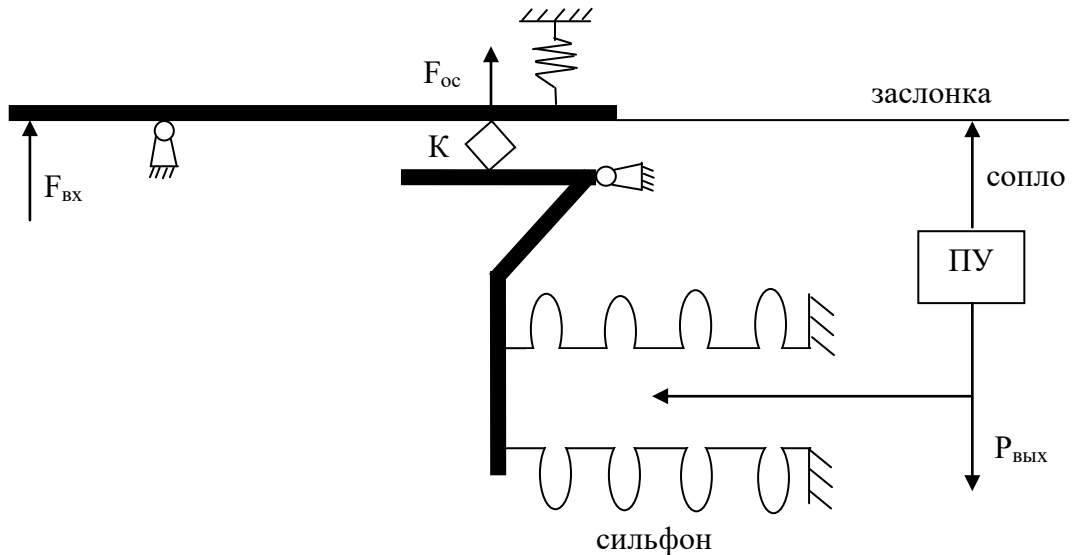 Fос
заслонка
К
Fвх
сопло
ПУ
Pвых
сильфон